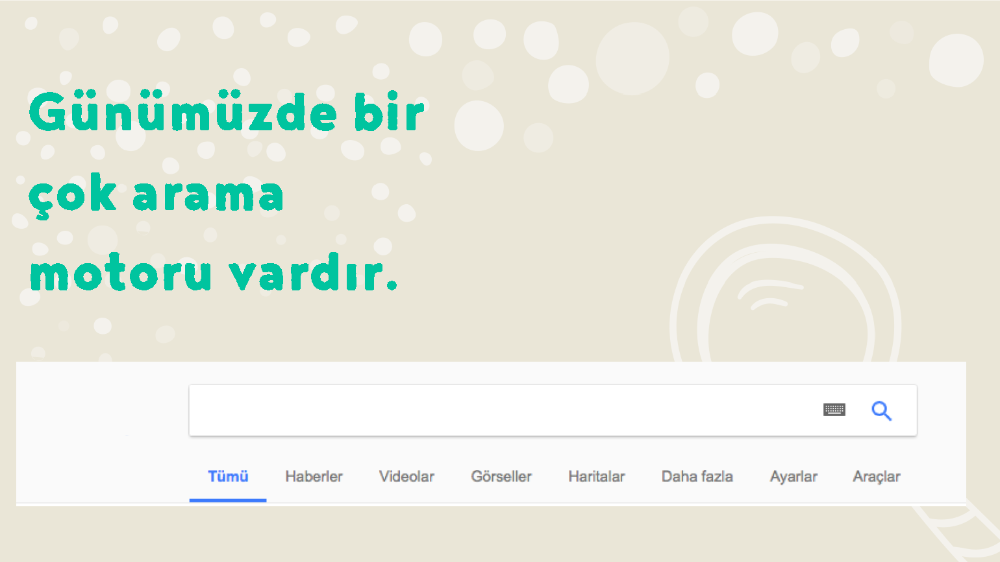 Günümüzde bir
çok arama
motoru vardır.
Tümü Haberler Videolar Görseller Haritalar Daha fazla Ayarlar Araçlar